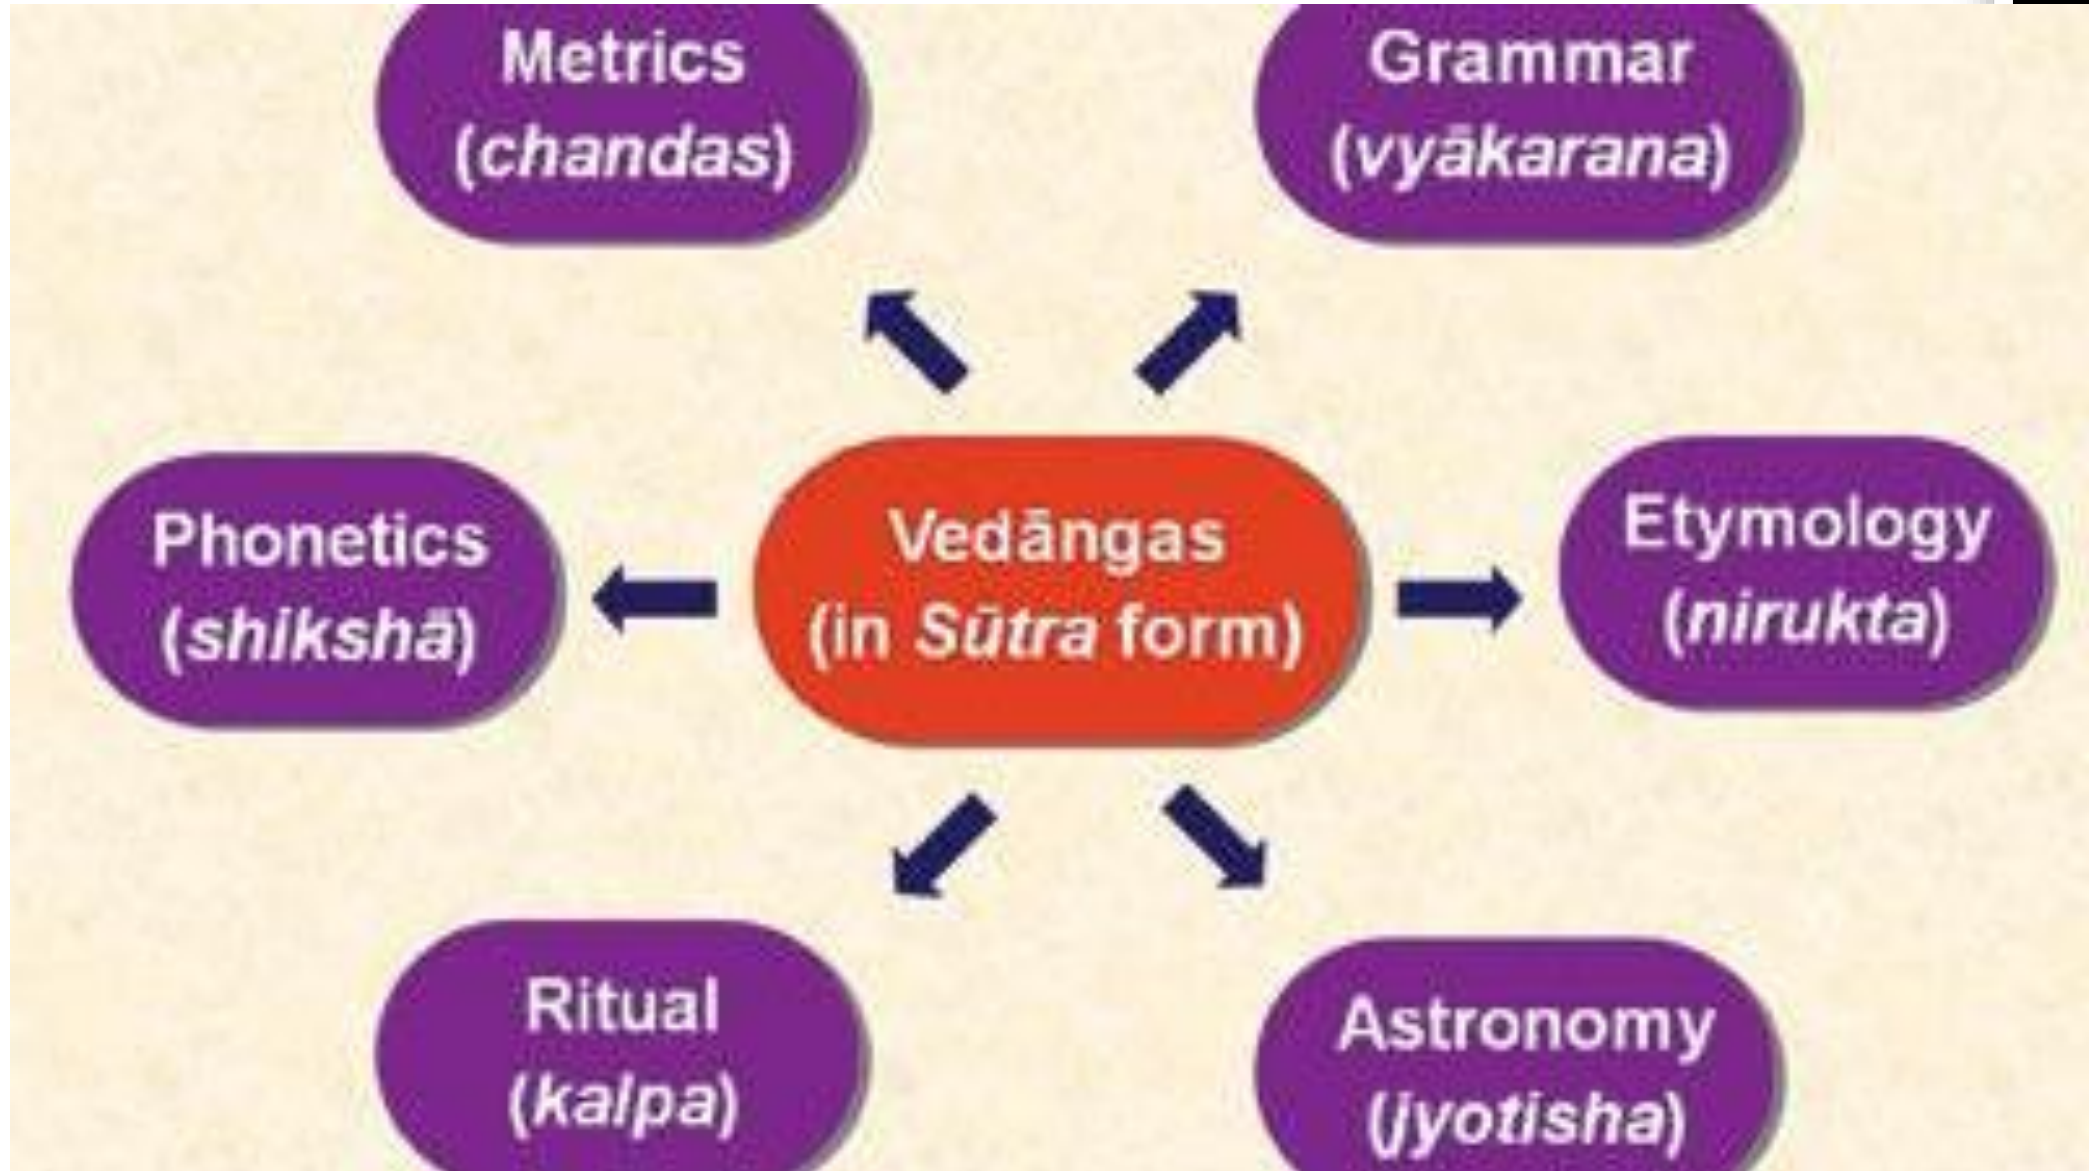 Metrics
(chandas)
Grammar
(vyākarana)
Phonetics
(shikshā)
Vedāngas
(in Sūtra form)
Etymology
(nirukta)
Ritual
(kalpa)
Astronomy
(jyotisha)